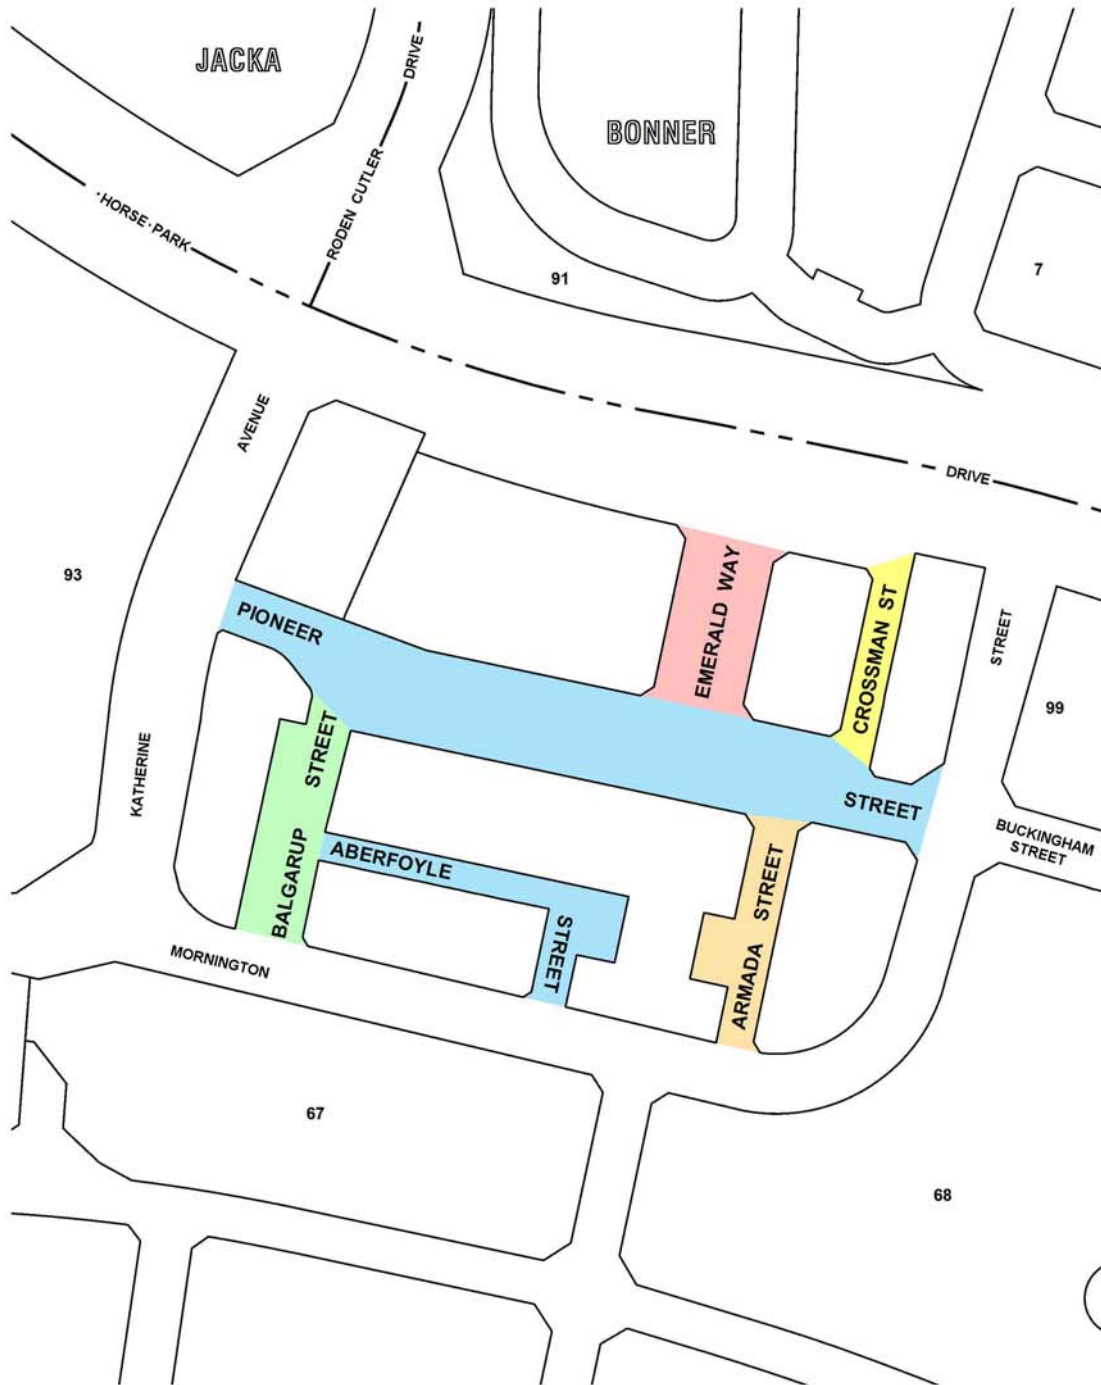 JACKA
BONNER
RODEN CUTLER DRIVE
HORSE PARK
91
7
AVENUE
DRIVE
93
PIONEER
EMERALD WAY
CROSSMAN ST
STREET
99
STREET
KATHERINE
STREET
BUCKINGHAM
STREET
ABERFOYLE
BALGARUP
STREET
STREET
ARMADA
MORNINGTON
67
68